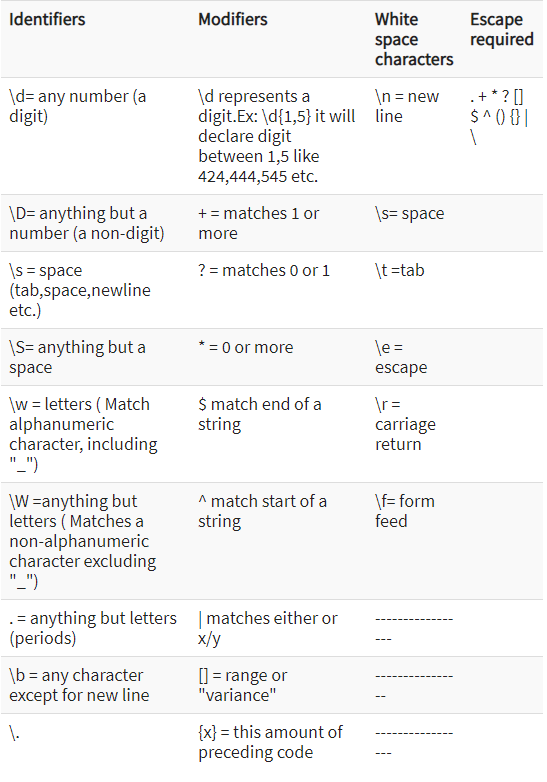 Identifiers Modifiers White space characters Escape required
\d= any number (a digit)
\d represents a digit.Ex: \d{1,5} it will declare digit between 1,5 like 424,444,545 etc.
\n = new line
. + * ? [] $ ^ () {} | \
\D= anything but a number (a non-digit)
+ = matches 1 or more
\s= space
\s = space (tab,space,newline etc.)
? = matches 0 or 1
\t =tab
\S= anything but a space
* = 0 or more
\e = escape
\w = letters ( Match alphanumeric character, including "_")
$ match end of a string
\r = carriage return
\W =anything but letters ( Matches a non-alphanumeric character excluding "_")
^ match start of a string
\f= form feed
. = anything but letters (periods)
| matches either or x/y
-----------------
\b = any character except for new line
[] = range or "variance"
----------------
\.
{x} = this amount of preceding code
-----------------